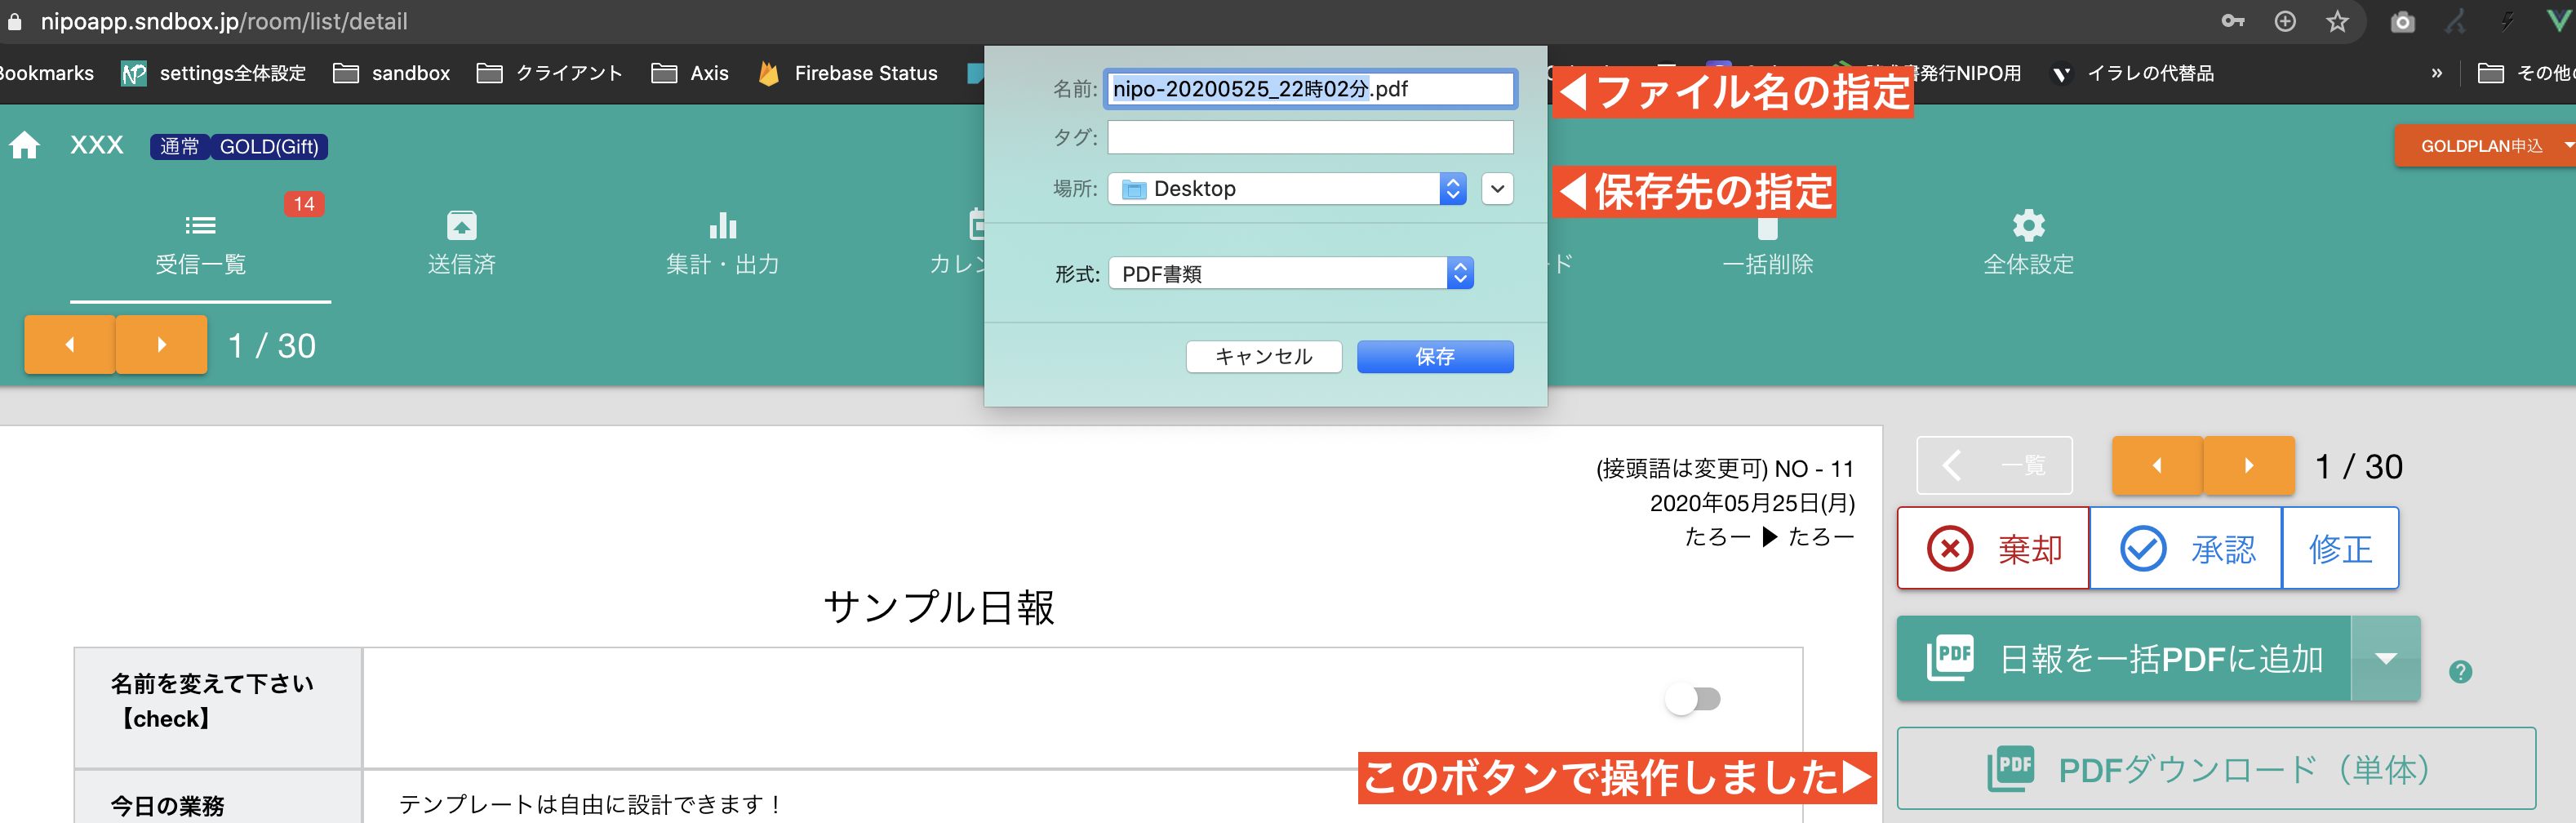 nipoapp.sndbox.jp/room/list/detail
Bookmarks
settings全体設定
sandbox
クライアント
Axis
Firebase Status
発行NIPO用
イラレの代替品
»
その他の
名前: nipo-20200525_22時02分.pdf
◀ファイル名の指定
タグ:
場所: Desktop
◀保存先の指定
形式: PDF書類
キャンセル
保存
XXX
通常
GOLD(Gift)
GOLDPLAN申込
14
受信一覧
送信済
集計・出力
カレン
ド
一括削除
全体設定
1 / 30
(接頭語は変更可) NO - 11
2020年05月25日(月)
たろー ▶ たろー
サンプル日報
名前を変えて下さい
【check】
今日の業務
テンプレートは自由に設計できます！
このボタンで操作しました▶
一覧
1 / 30
棄却
承認
修正
PDF
日報を一括PDFに追加
?
PDF
PDFダウンロード（単体）